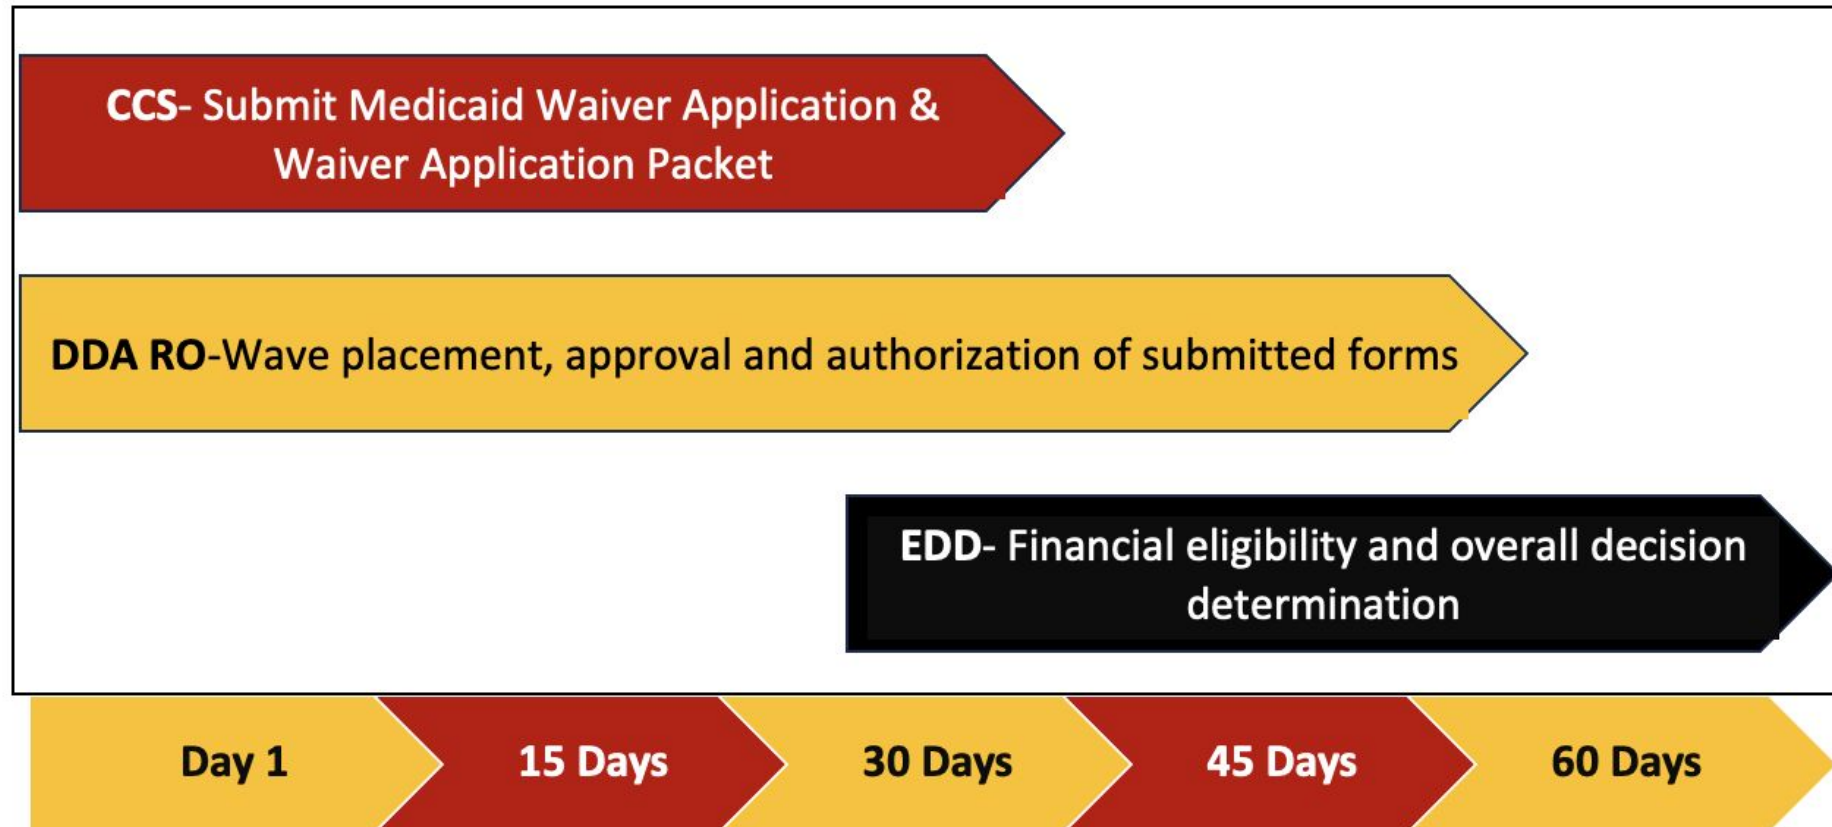 CCS- Submit Medicaid Waiver Application &
Waiver Application Packet
DDA RO-Wave placement, approval and authorization of submitted forms
EDD- Financial eligibility and overall decision
determination
Day 1
15 Days
30 Days
45 Days
60 Days